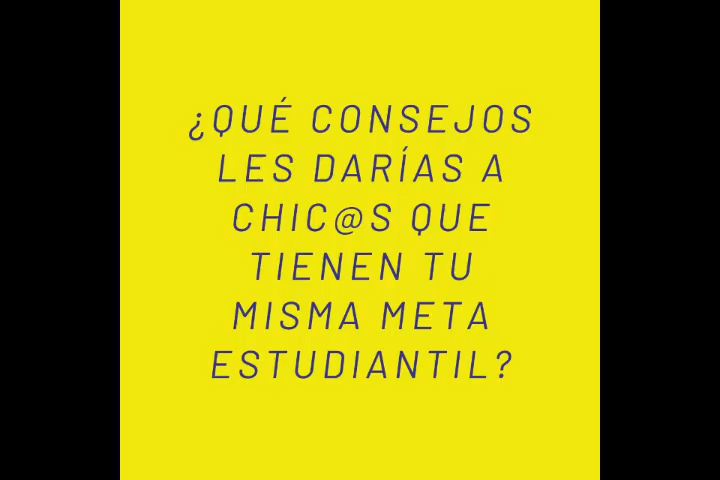 ¿QUÉ CONSEJOS
LES DARÍAS A
CHIC@S QUE
TIENEN TU
MISMA META
ESTUDIANTIL?